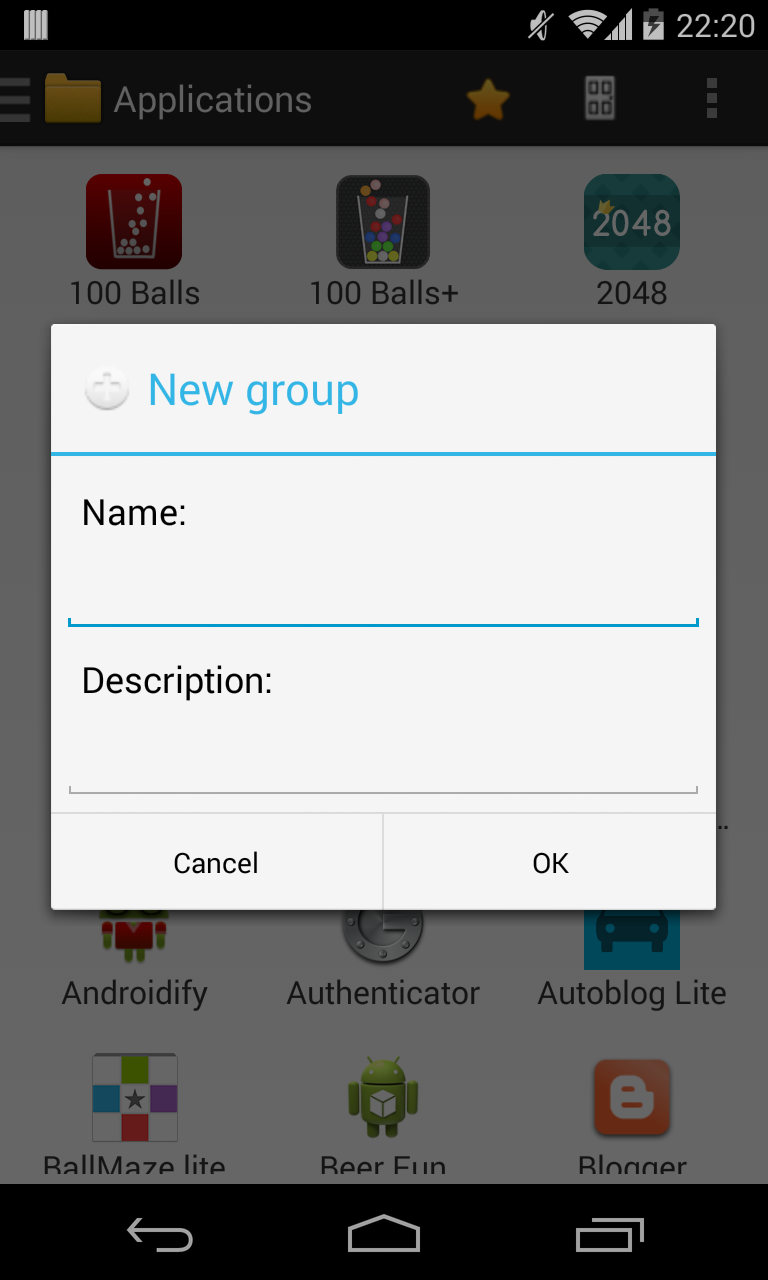 22:20
Applications
2048
100 Balls
100 Balls+
2048
New group
Name:
Description:
..
Cancel
OK
Androidify
Authenticator
Autoblog Lite
BallMaze lite
Beer Fun
Blogger